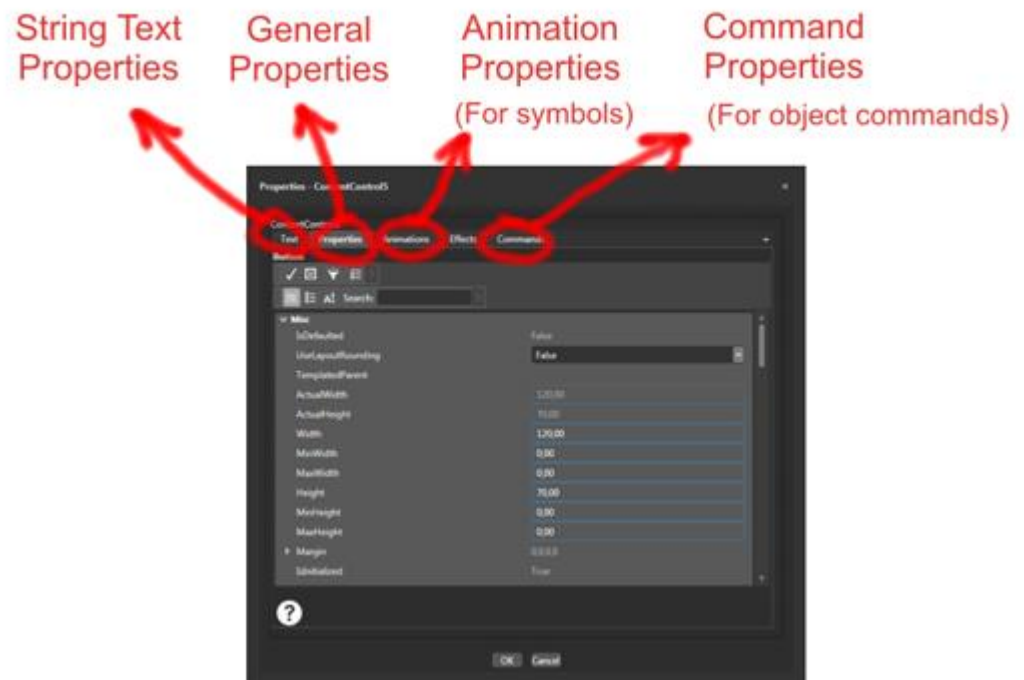 String Text
Properties
General
Properties
Animation
Properties
(For symbols)
Command
Properties
(For object commands)
Properties - ContentControl5
ContentControl5
Text Properties Animations Effects Commands
Button
Search:
Misc
IsDefaulted False
UseLayoutRounding False
TemplatedParent
ActualWidth 120,00
ActualHeight 70,00
Width 120,00
MinWidth 0,00
MaxWidth 0,00
Height 70,00
MinHeight 0,00
MaxHeight 0,00
Margin 0,0,0,0
IsInitialized True
?
OK Cancel